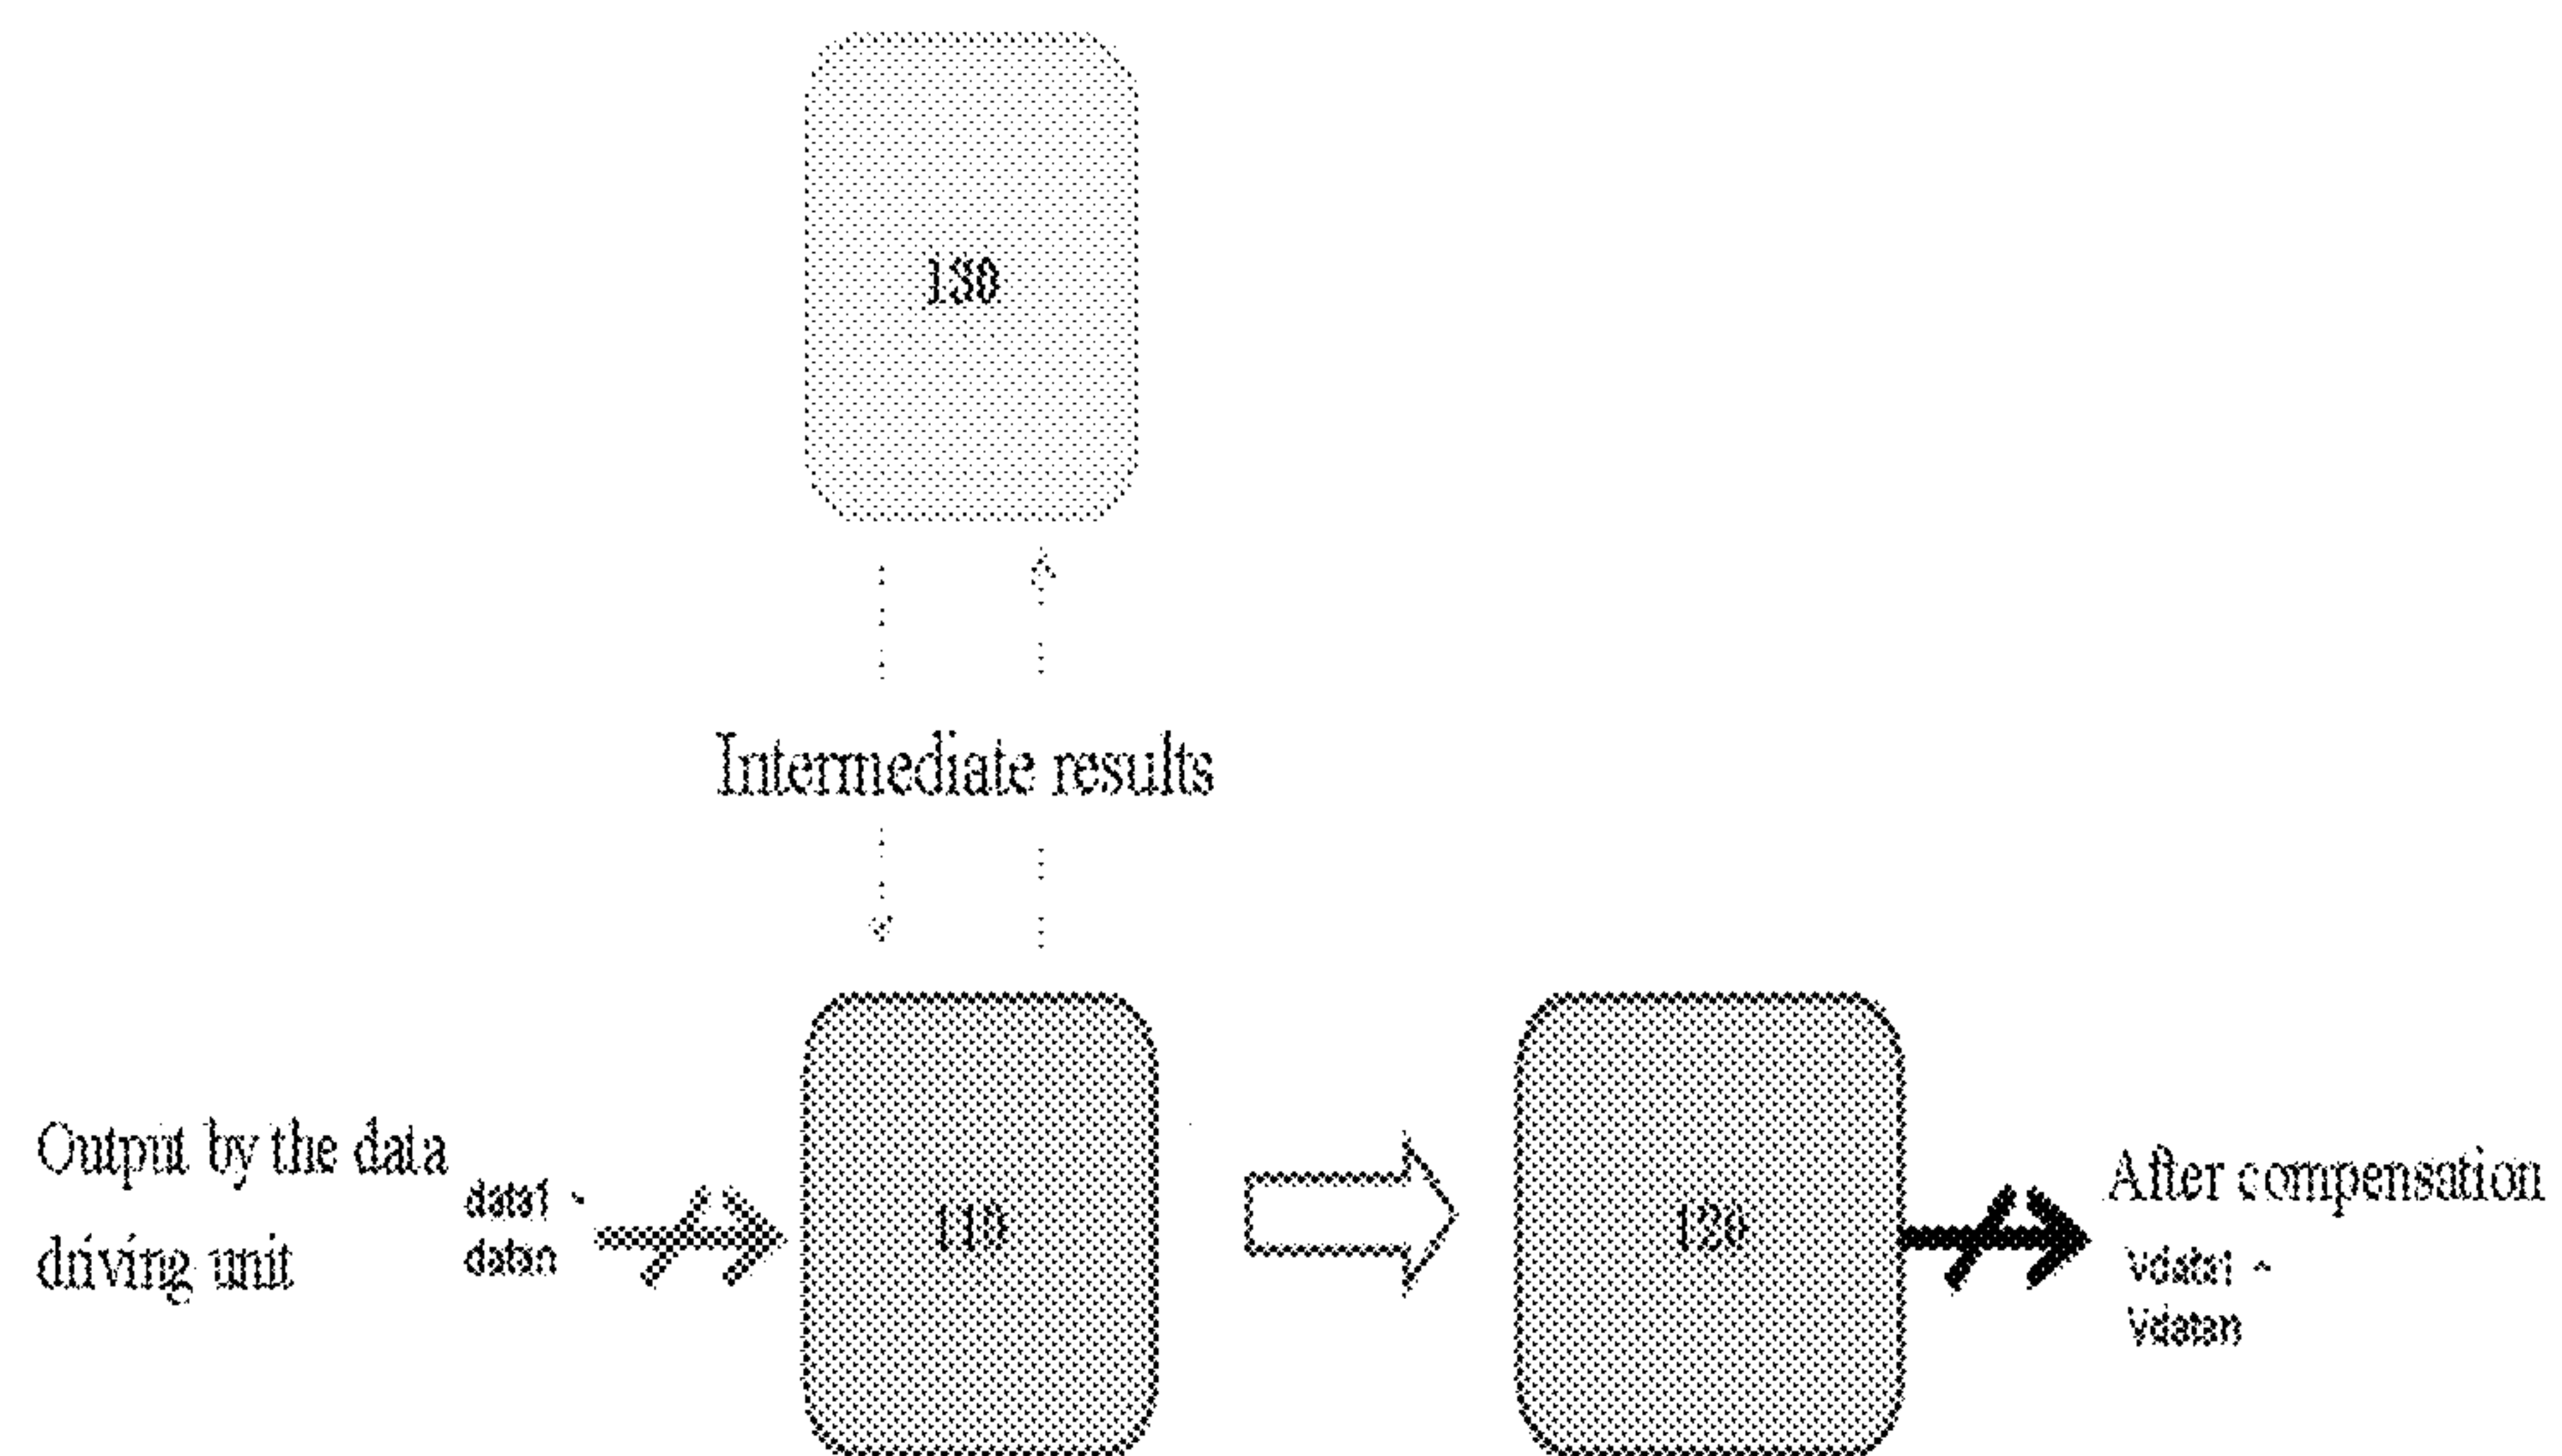 130
Intermediate results
Output by the data
driving unit
data1 ~
datan
110
120
After compensation
Vdata1 ~
Vdatan